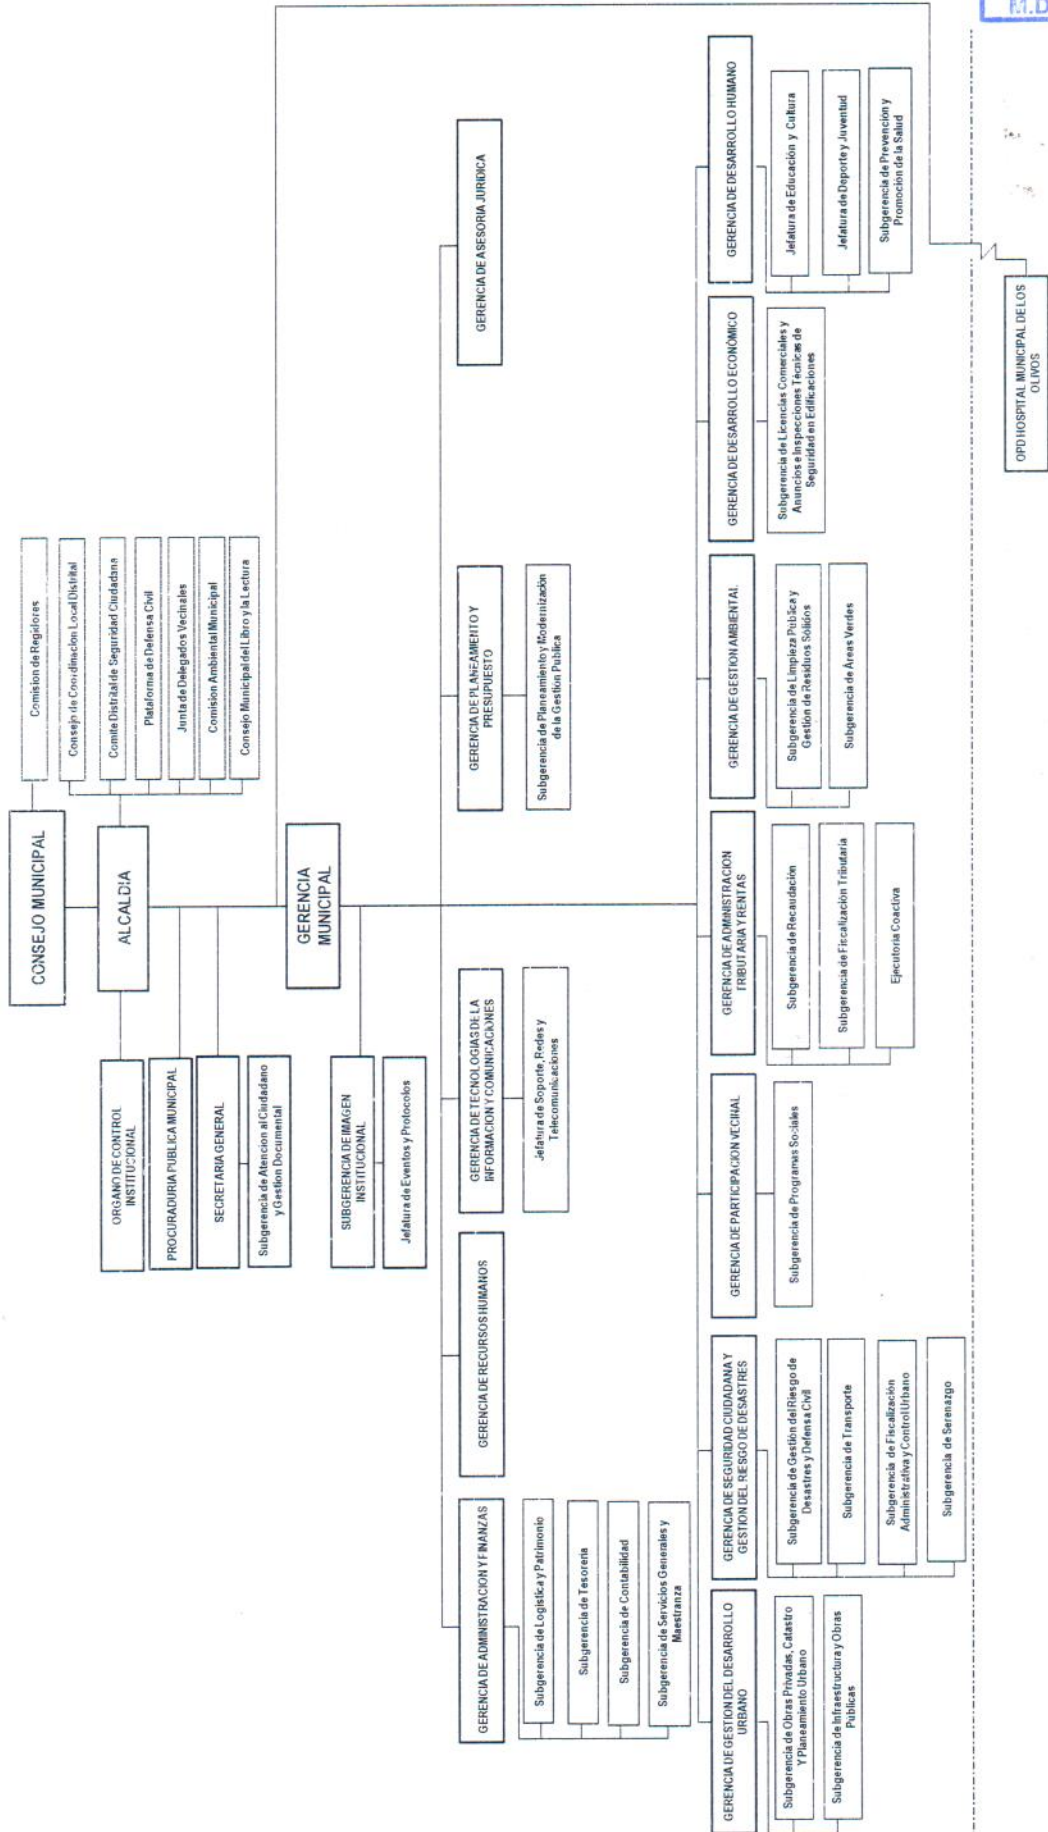 CONSEJO MUNICIPAL
Comision de Regidores
ALCALDIA
Consejo de Coordinacion Local Distrital
Comite Distrital de Seguridad Ciudadana
Plataforma de Defensa Civil
Junta de Delegados Vecinales
Comision Ambiental Municipal
Consejo Municipal del Libro y la Lectura
ORGANO DE CONTROL
INSTITUCIONAL
PROCURADURIA PUBLICA MUNICIPAL
SECRETARIA GENERAL
Subgerencia de Atencion al Ciudadano
y Gestion Documental
GERENCIA
MUNICIPAL
SUBGERENCIA DE IMAGEN
INSTITUCIONAL
Jefatura de Eventos y Protocolos
GERENCIA DE ADMINISTRACION Y FINANZAS
Subgerencia de Logística y Patrimonio
Subgerencia de Tesorería
Subgerencia de Contabilidad
Subgerencia de Servicios Generales y
Maestranza
GERENCIA DE RECURSOS HUMANOS
GERENCIA DE TECNOLOGIAS DE LA
INFORMACION Y COMUNICACIONES
Jefatura de Soporte, Redes y
Telecomunicaciones
GERENCIA DE PLANEAMIENTO Y
PRESUPUESTO
Subgerencia de Planeamiento y Modernización
de la Gestión Publica
GERENCIA DE ASESORIA JURIDICA
GERENCIA DE GESTION DEL DESARROLLO
URBANO
Subgerencia de Obras Privadas, Catastro
Y Planeamiento Urbano
Subgerencia de Infraestructura y Obras
Públicas
GERENCIA DE SEGURIDAD CIUDADANA Y
GESTION DEL RIESGO DE DESASTRES
Subgerencia de Gestión del Riesgo de
Desastres y Defensa Civil
Subgerencia de Transporte
Subgerencia de Fiscalización
Administrativa y Control Urbano
Subgerencia de Serenazgo
GERENCIA DE PARTICIPACION VECINAL
Subgerencia de Programas Sociales
GERENCIA DE ADMINISTRACION
TRIBUTARIA Y RENTAS
Subgerencia de Recaudación
Subgerencia de Fiscalización Tributaria
Ejecutoria Coactiva
GERENCIA DE GESTION AMBIENTAL
Subgerencia de Limpieza Publica y
Gestión de Residuos Sólidos
Subgerencia de Áreas Verdes
GERENCIA DE DESARROLLO ECONÓMICO
Subgerencia de Licencias Comerciales y
Anuncios e Inspecciones Técnicas de
Seguridad en Edificaciones
GERENCIA DE DESARROLLO HUMANO
Jefatura de Educación y Cultura
Jefatura de Deporte y Juventud
Subgerencia de Prevención y
Promoción de la Salud
OPD HOSPITAL MUNICIPAL DE LOS
OLIVOS